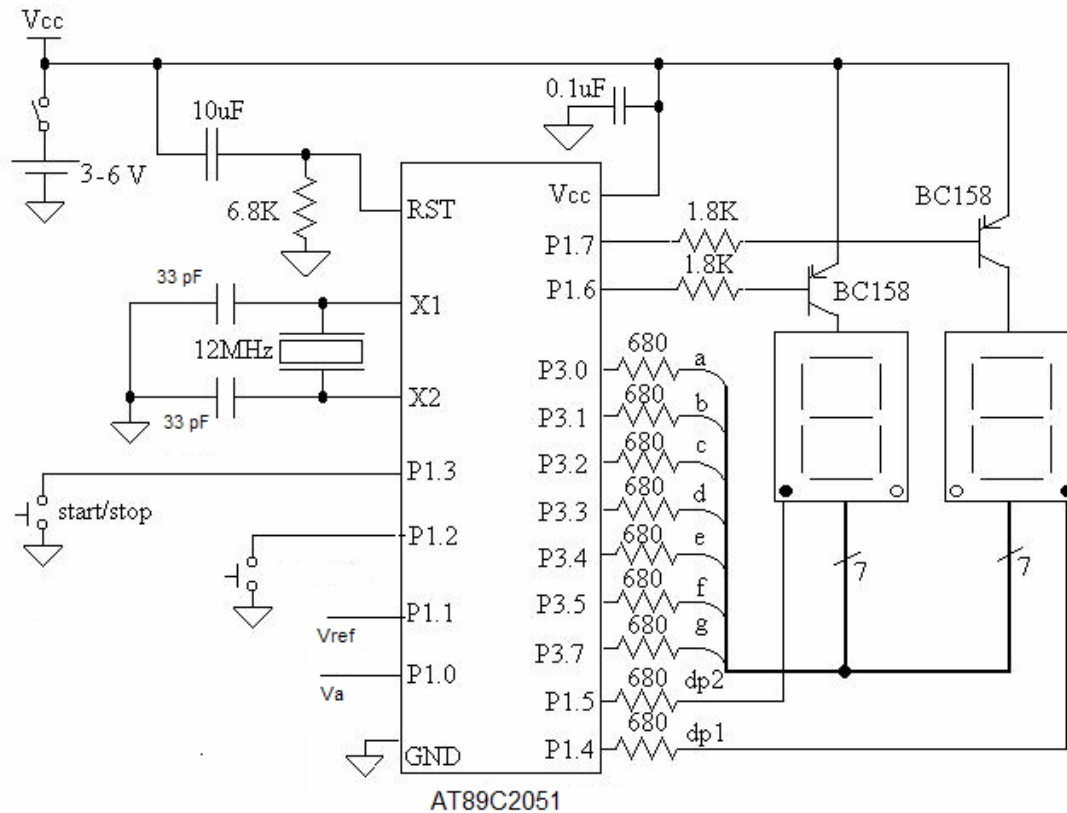 Vcc
10uF
0.1uF
3-6 V
6.8K
RST
Vcc
BC158
1.8K
P1.7
1.8K
P1.6
BC158
33 pF
X1
12MHz
X2
33 pF
680
a
P3.0
680
b
P3.1
680
c
P3.2
680
d
P3.3
680
e
P3.4
680
f
P3.5
680
g
P3.7
680
dp2
P1.5
680
dp1
P1.4
P1.3
start/stop
P1.2
P1.1
Vref
P1.0
Va
GND
7
7
AT89C2051